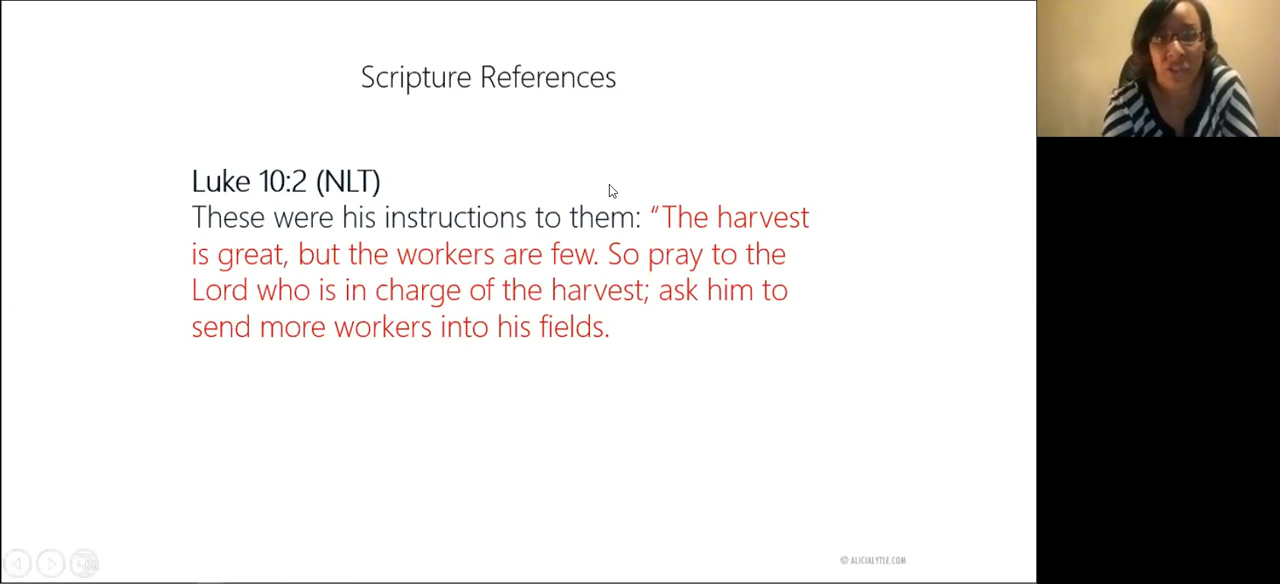 Scripture References
Luke 10:2 (NLT)
These were his instructions to them: “The harvest
is great, but the workers are few. So pray to the
Lord who is in charge of the harvest; ask him to
send more workers into his fields.
© ALICIALYTLE.COM